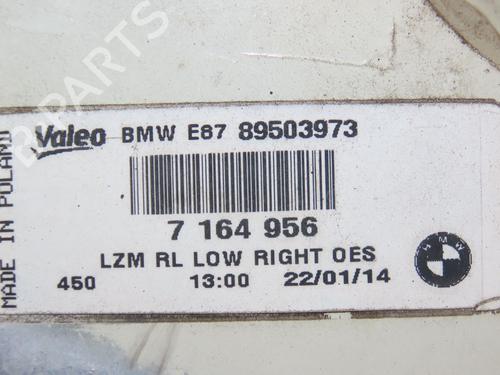 B-PARTS
MADE IN POLAND
Valeo BMW E87 89503973
7 164 956
LZM RL LOW RIGHT OES
450 13:00 22/01/14
BMW